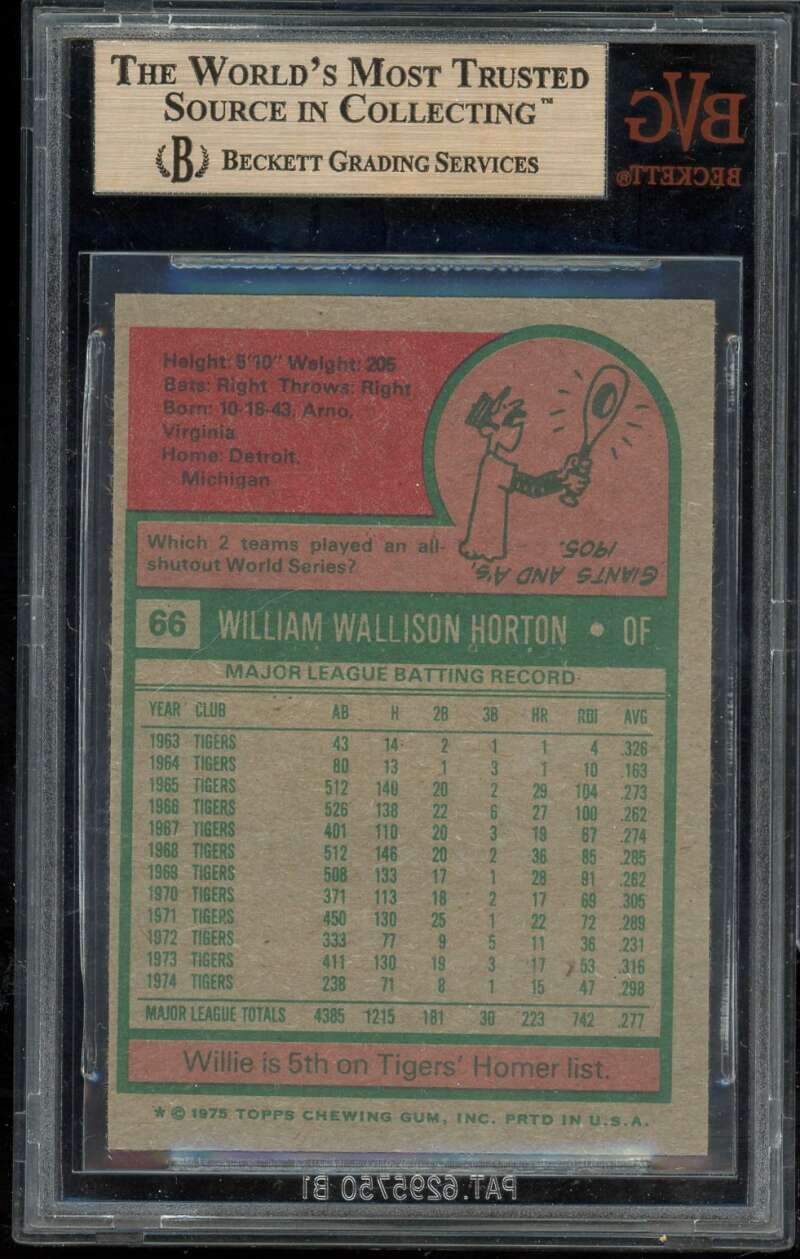 THE WORLD'S MOST TRUSTED
SOURCE IN COLLECTING™
B BECKETT GRADING SERVICES
BVG
BECKETT®
Height: 5'10" Weight: 205
Bats: Right Throws: Right
Born: 10-18-43, Arno,
Virginia
Home: Detroit,
Michigan
Which 2 teams played an all-
shutout World Series?
GIANTS AND A'S,
1905.
66 WILLIAM WALLISON HORTON • OF
MAJOR LEAGUE BATTING RECORD
YEAR CLUB AB H 2B 3B HR RBI AVG
1963 TIGERS 43 14 2 1 1 4 .326
1964 TIGERS 80 13 1 3 1 10 .163
1965 TIGERS 512 140 20 2 29 104 .273
1966 TIGERS 526 138 22 6 27 100 .262
1967 TIGERS 401 110 20 3 19 67 .274
1968 TIGERS 512 146 20 2 36 85 .285
1969 TIGERS 508 133 17 1 28 91 .262
1970 TIGERS 371 113 18 2 17 69 .305
1971 TIGERS 450 130 25 1 22 72 .289
1972 TIGERS 333 77 9 5 11 36 .231
1973 TIGERS 411 130 19 3 17 53 .316
1974 TIGERS 238 71 8 1 15 47 .298
MAJOR LEAGUE TOTALS 4385 1215 181 30 223 742 .277
Willie is 5th on Tigers' Homer list.
* © 1975 TOPPS CHEWING GUM, INC. PRTD IN U.S.A.
PAT.6295750 B1